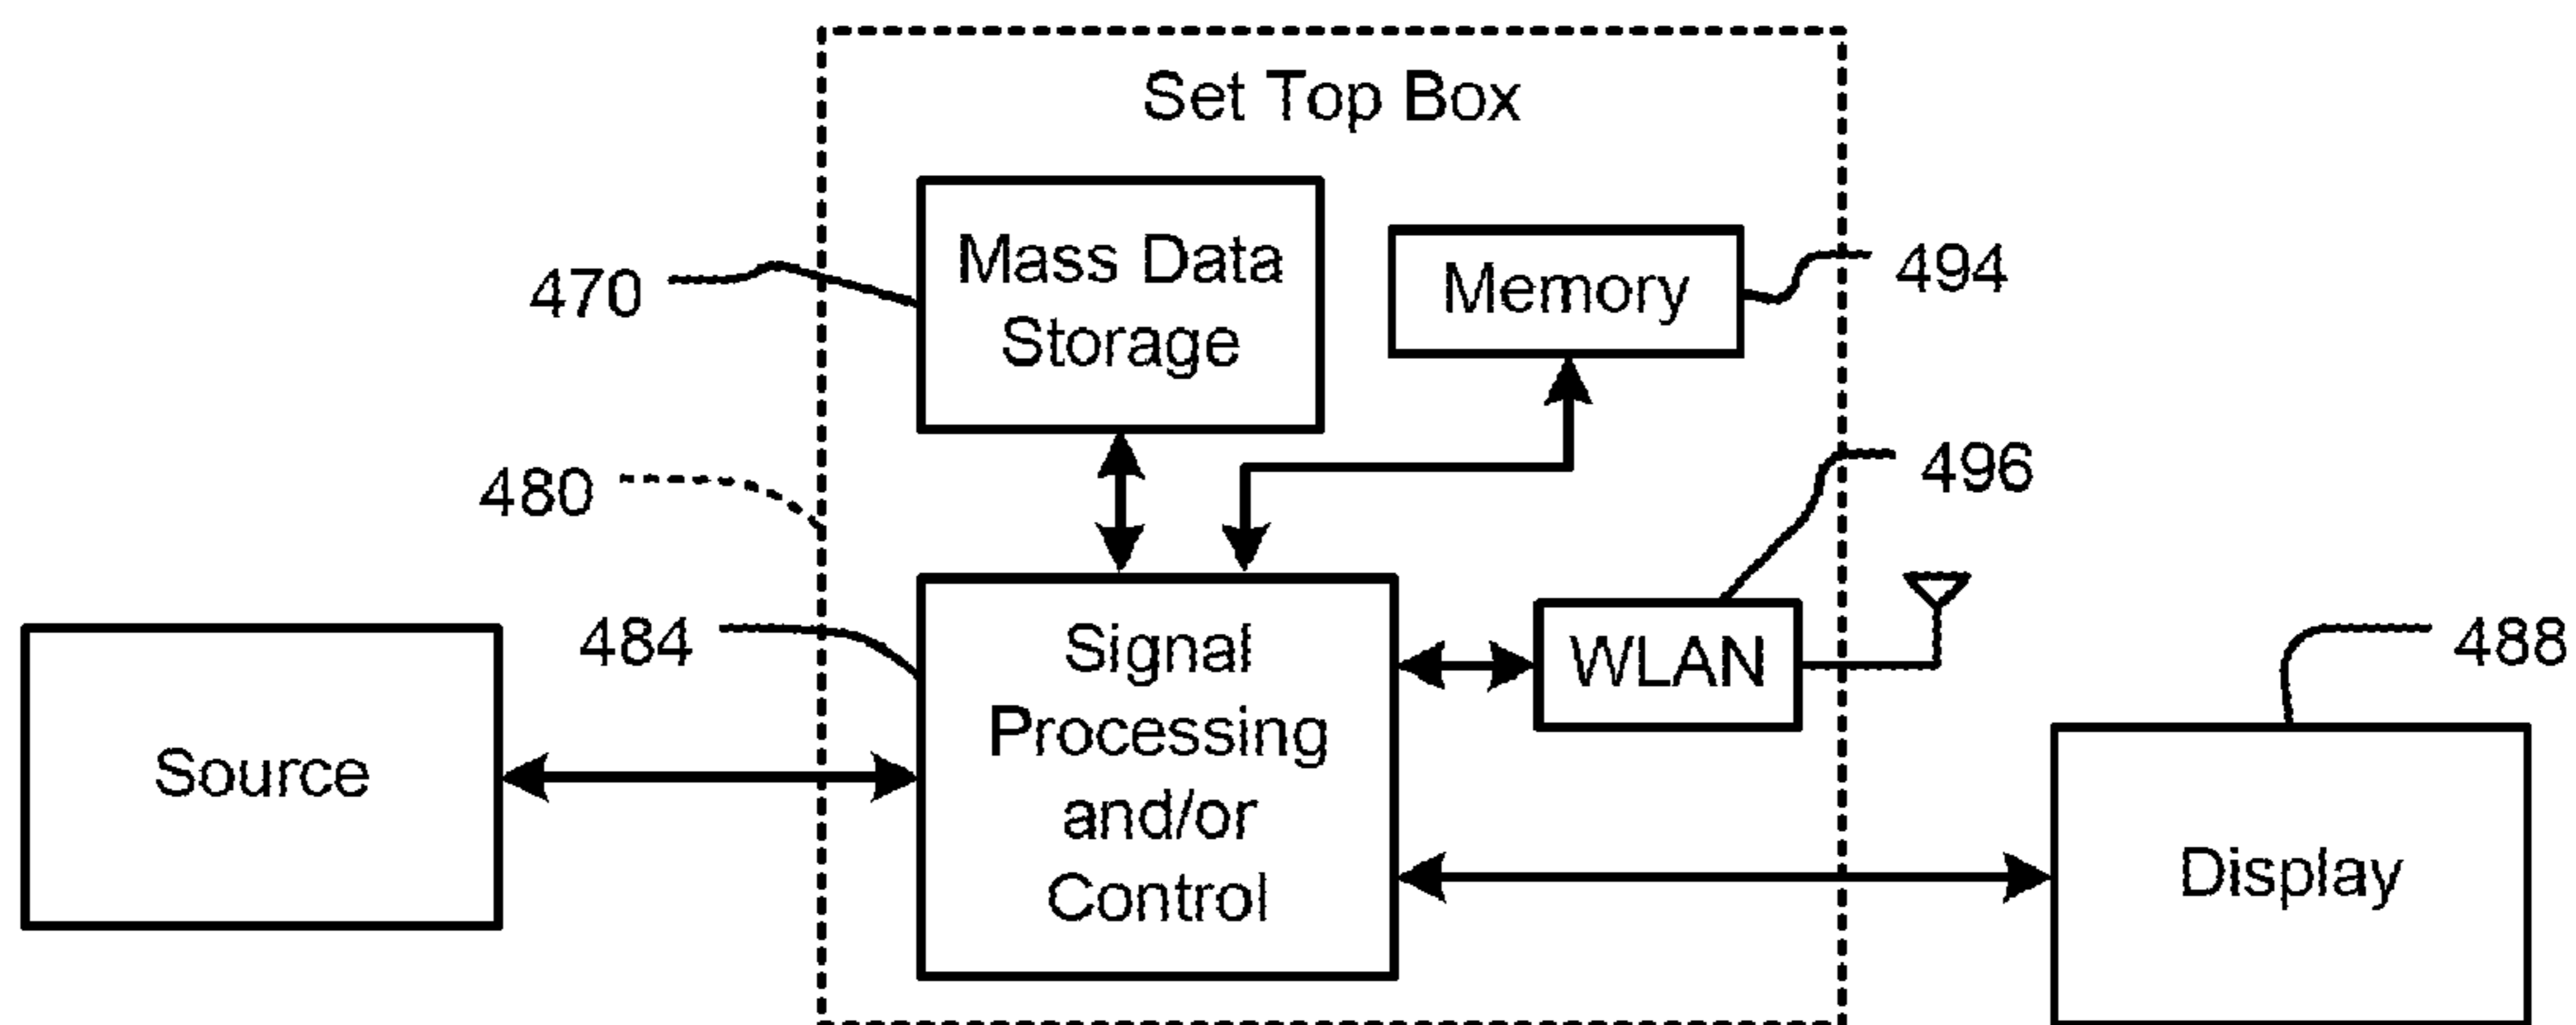 Set Top Box
Mass Data
Storage
470
Memory
494
480
496
484
Signal
Processing
and/or
Control
WLAN
488
Source
Display